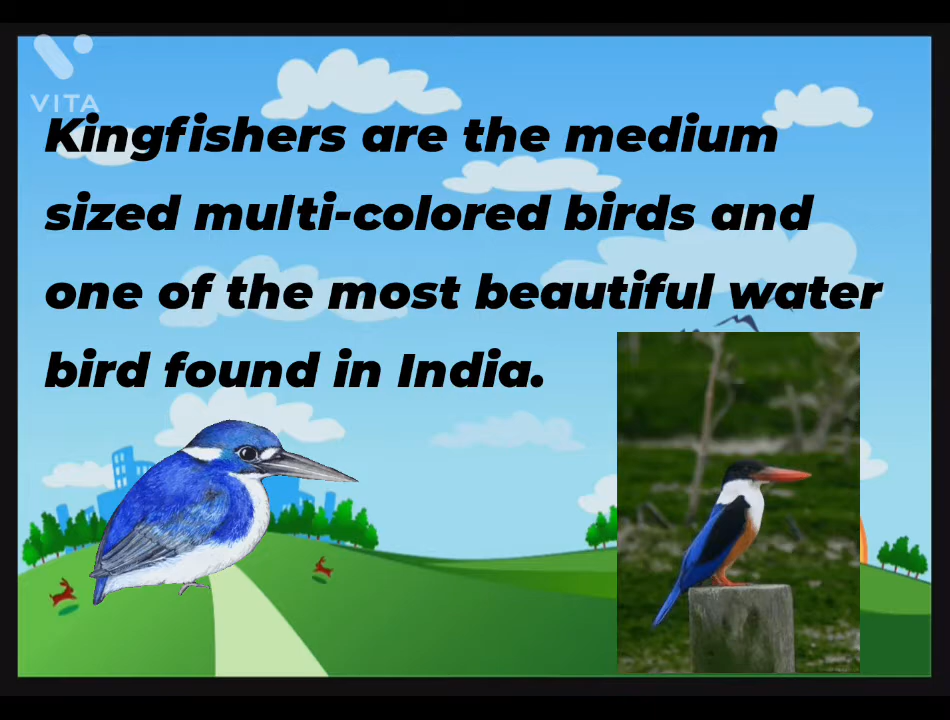 VITA
Kingfishers are the medium
sized multi-colored birds and
one of the most beautiful water
bird found in India.